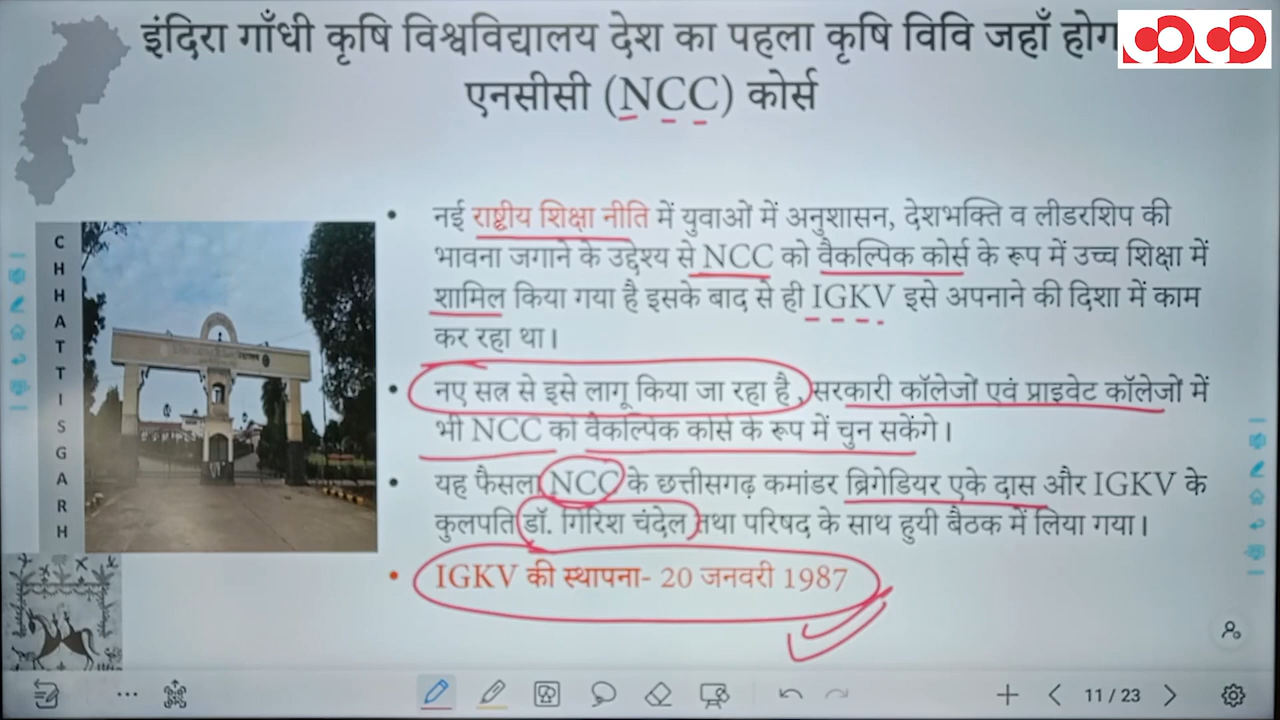 इंदिरा गाँधी कृषि विश्वविद्यालय देश का पहला कृषि विवि जहाँ
एनसीसी (NCC) कोर्स
CHHATTISGARH
• नई राष्ट्रीय शिक्षा नीति में युवाओं में अनुशासन, देशभक्ति व लीडरशिप की
भावना जगाने के उद्देश्य से NCC को वैकल्पिक कोर्स के रूप में उच्च शिक्षा में
शामिल किया गया है इसके बाद से ही IGKV इसे अपनाने की दिशा में काम
कर रहा था।
• नए सत्र से इसे लागू किया जा रहा है, सरकारी कॉलेजों एवं प्राइवेट कॉलेजों में
भी NCC को वैकल्पिक कोर्स के रूप में चुन सकेंगे।
• यह फैसला NCC के छत्तीसगढ़ कमांडर ब्रिगेडियर एके दास और IGKV के
कुलपति डॉ. गिरिश चंदेल तथा परिषद के साथ हुयी बैठक में लिया गया।
• IGKV की स्थापना- 20 जनवरी 1987
11 / 23